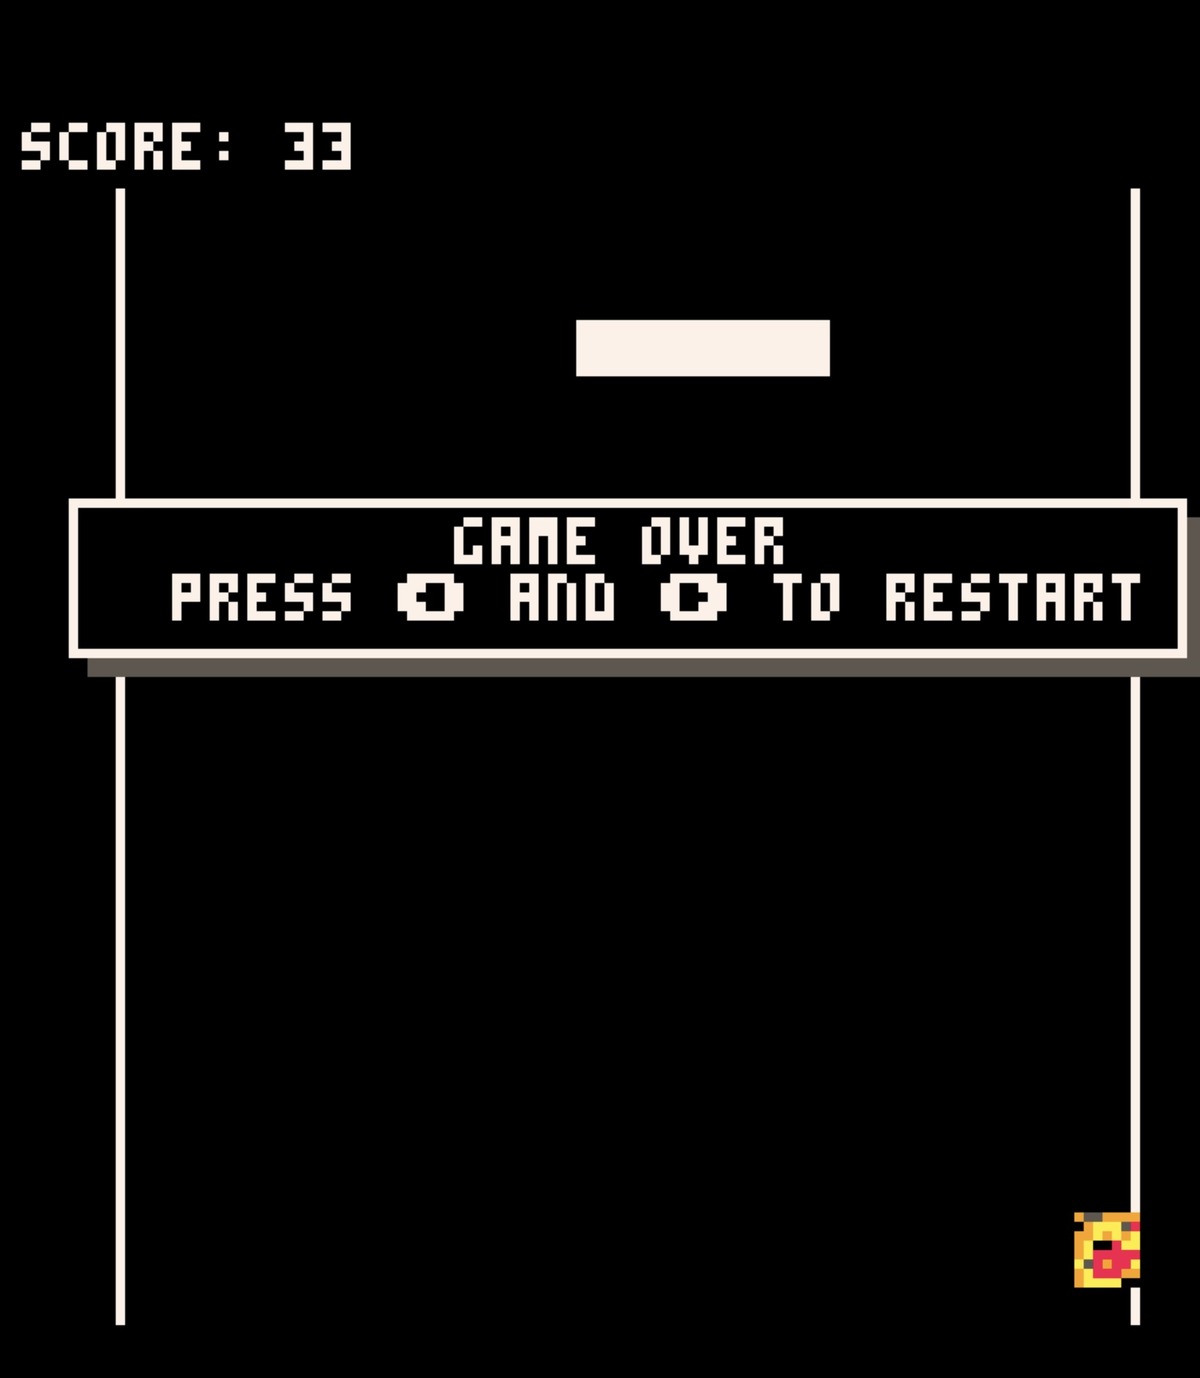 SCORE: 33
GAME OVER
PRESS ⬅️ AND ➡️ TO RESTART